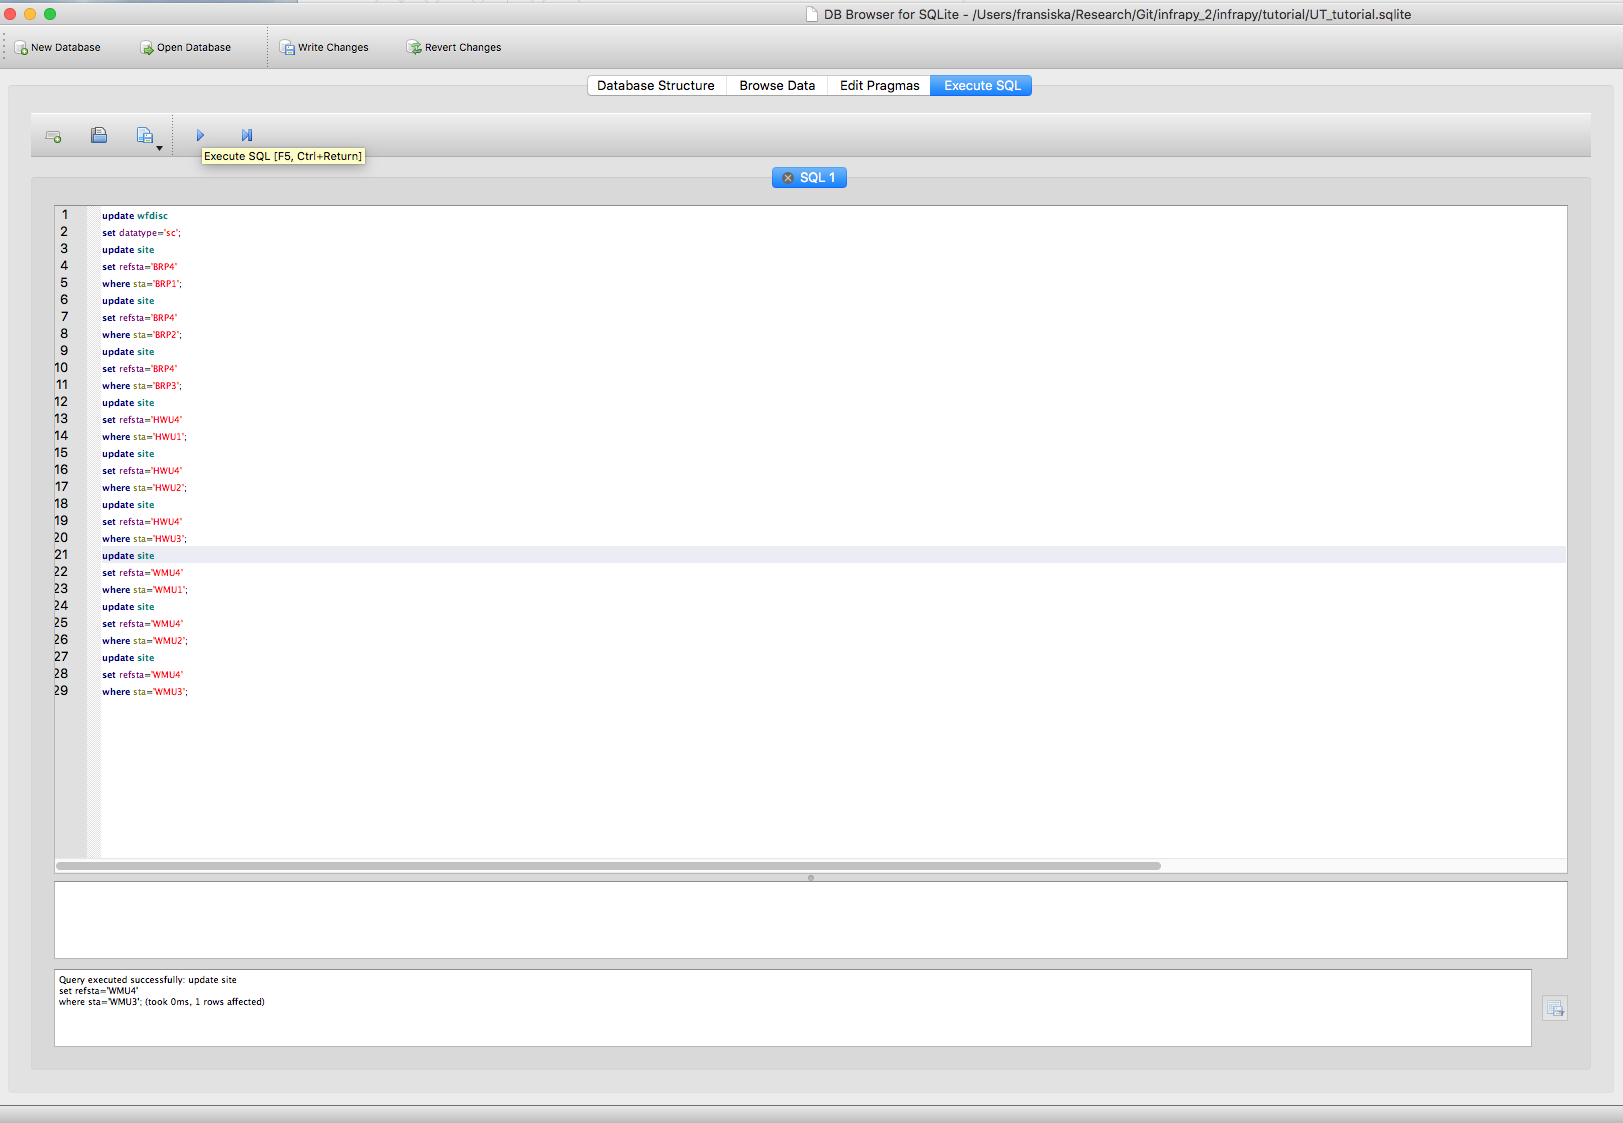 DB Browser for SQLite - /Users/fransiska/Research/Git/infrapy_2/infrapy/tutorial/UT_tutorial.sqlite
New Database Open Database Write Changes Revert Changes
Database Structure Browse Data Edit Pragmas Execute SQL
Execute SQL [F5, Ctrl+Return]
SQL 1
1 update wfdisc
2 set datatype='sc';
3 update site
4 set refsta='BRP4'
5 where sta='BRP1';
6 update site
7 set refsta='BRP4'
8 where sta='BRP2';
9 update site
10 set refsta='BRP4'
11 where sta='BRP3';
12 update site
13 set refsta='HWU4'
14 where sta='HWU1';
15 update site
16 set refsta='HWU4'
17 where sta='HWU2';
18 update site
19 set refsta='HWU4'
20 where sta='HWU3';
21 update site
22 set refsta='WMU4'
23 where sta='WMU1';
24 update site
25 set refsta='WMU4'
26 where sta='WMU2';
27 update site
28 set refsta='WMU4'
29 where sta='WMU3';
Query executed successfully: update site
set refsta='WMU4'
where sta='WMU3'; (took 0ms, 1 rows affected)